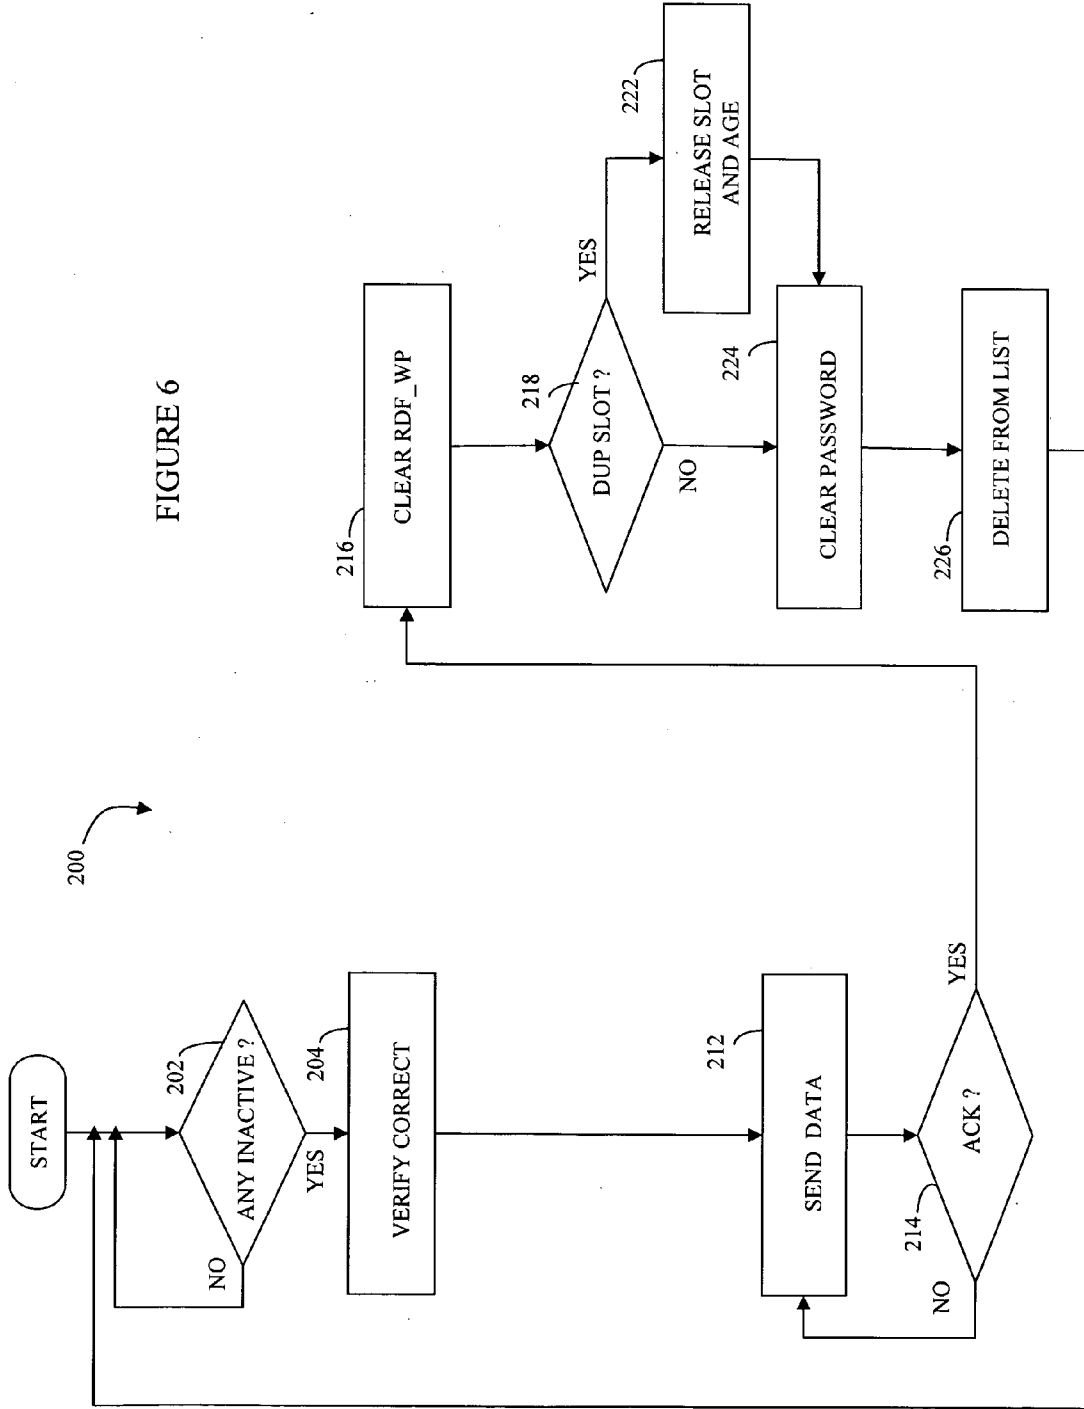 FIGURE 6
200
START
202
ANY INACTIVE ?
NO
YES
204
VERIFY CORRECT
212
SEND DATA
214
ACK ?
NO
YES
216
CLEAR RDF_WP
218
DUP SLOT ?
YES
NO
222
RELEASE SLOT
AND AGE
224
CLEAR PASSWORD
226
DELETE FROM LIST